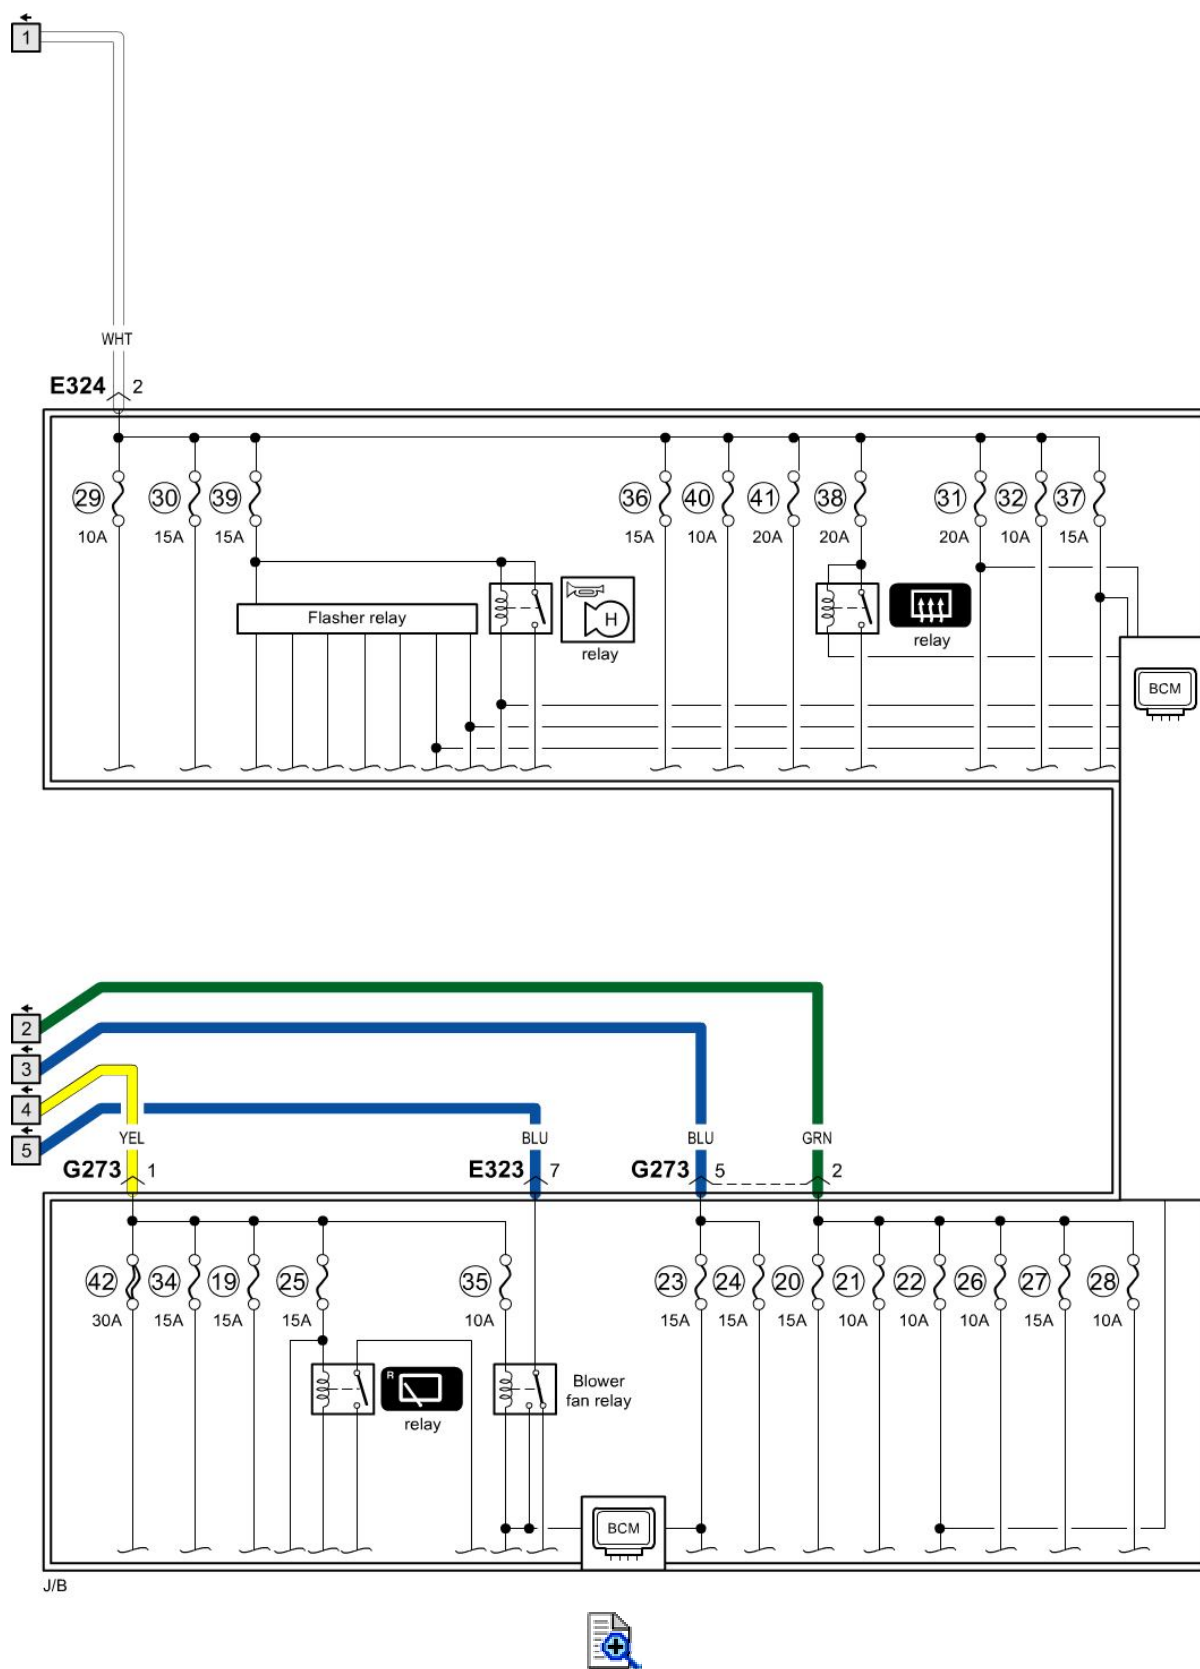 1
WHT
E324 2
29 30 39 36 40 41 38 31 32 37
10A 15A 15A 15A 10A 20A 20A 20A 10A 15A
Flasher relay
H
relay
relay
BCM
2
3
4
5
YEL BLU BLU GRN
G273 1 E323 7 G273 5 2
42 34 19 25 35 23 24 20 21 22 26 27 28
30A 15A 15A 15A 10A 15A 15A 15A 10A 10A 10A 15A 10A
R
relay
Blower
fan relay
BCM
J/B